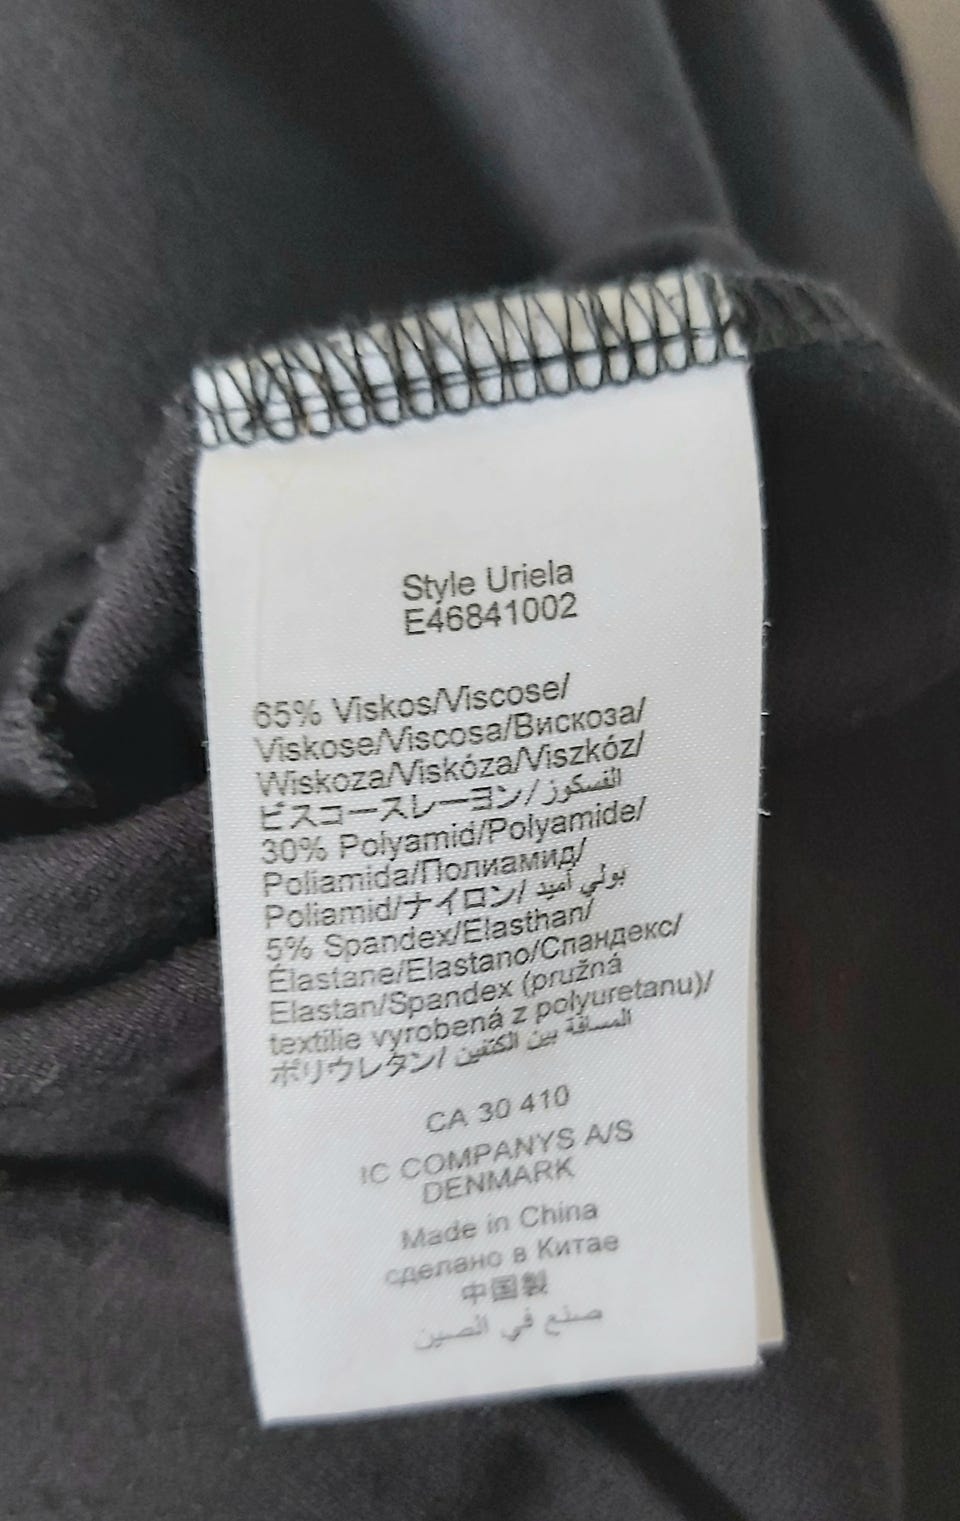 Style Uriela
E46841002
65% Viskos/Viscose/
Viskose/Viscosa/Вискоза/
Wiskoza/Viskóza/Viszkóz/
ビスコースレーヨン/ الفسكوز
30% Polyamid/Polyamide/
Poliamida/Полиамид/
Poliamid/ナイロン/ بولي أميد
5% Spandex/Elasthan/
Élastane/Elastano/Спандекс/
Elastan/Spandex (pružná
textilie vyrobená z polyuretanu)/
ポリウレタン/ المسافة بين الكتفين
CA 30 410
IC COMPANYS A/S
DENMARK
Made in China
сделано в Китае
中国製
صنع في الصين